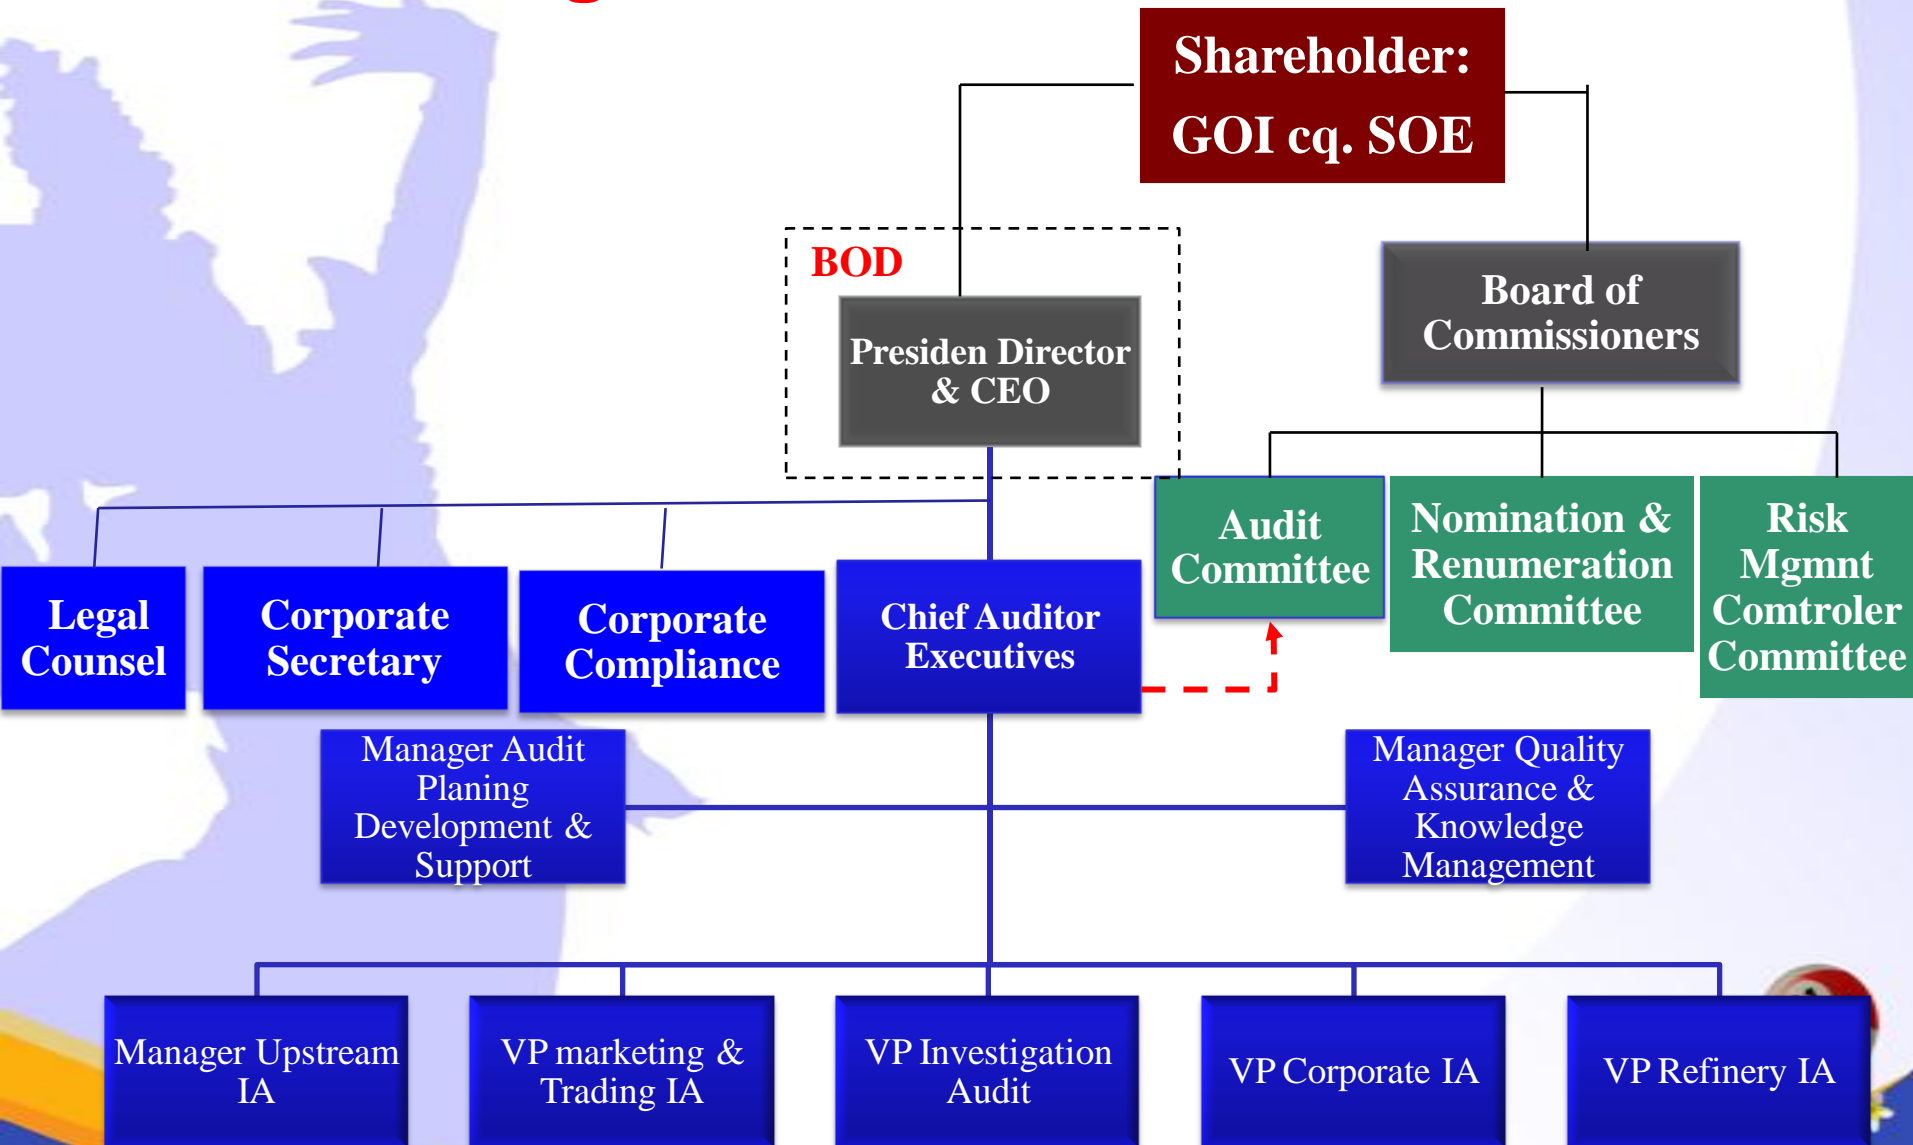 Shareholder:
GOI cq. SOE
BOD
Presiden Director
& CEO
Board of
Commissioners
Audit
Committee
Nomination &
Renumeration
Committee
Risk
Mgmnt
Comtroler
Committee
Legal
Counsel
Corporate
Secretary
Corporate
Compliance
Chief Auditor
Executives
Manager Audit
Planing
Development &
Support
Manager Quality
Assurance &
Knowledge
Management
Manager Upstream
IA
VP marketing &
Trading IA
VP Investigation
Audit
VP Corporate IA
VP Refinery IA